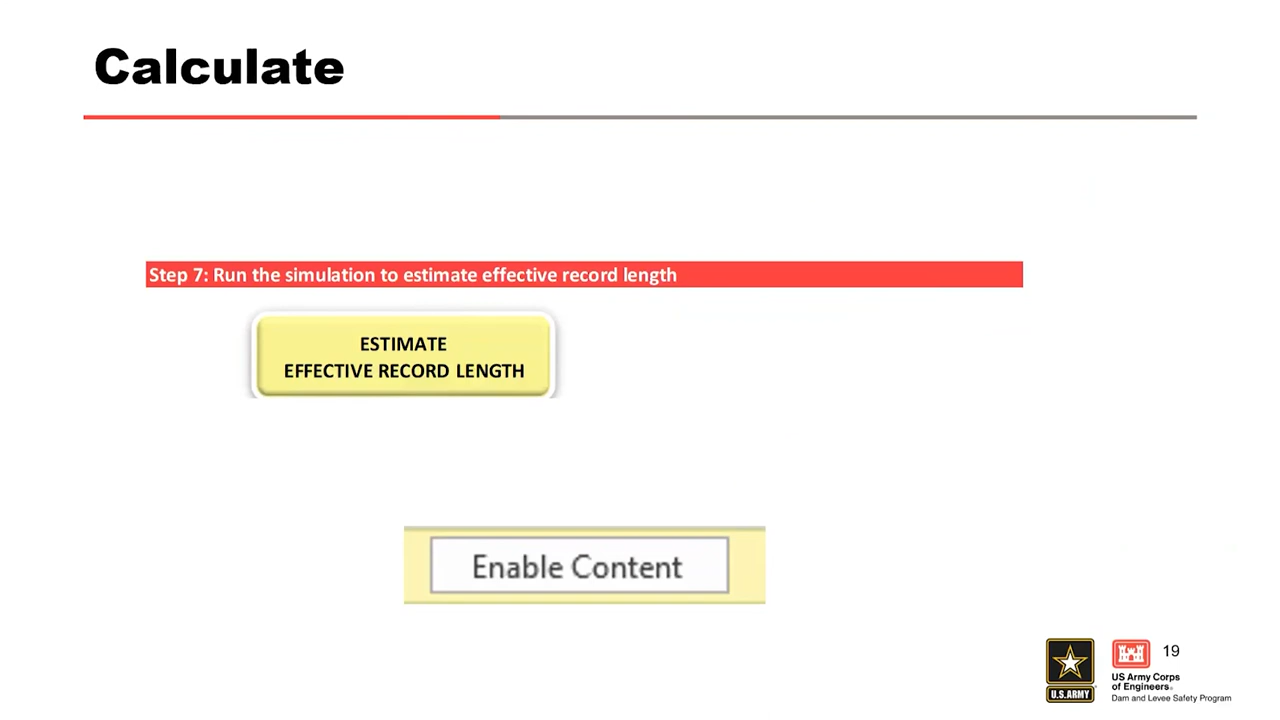 Calculate
Step 7: Run the simulation to estimate effective record length
ESTIMATE
EFFECTIVE RECORD LENGTH
Enable Content
19
U.S.ARMY
US Army Corps
of Engineers®
Dam and Levee Safety Program